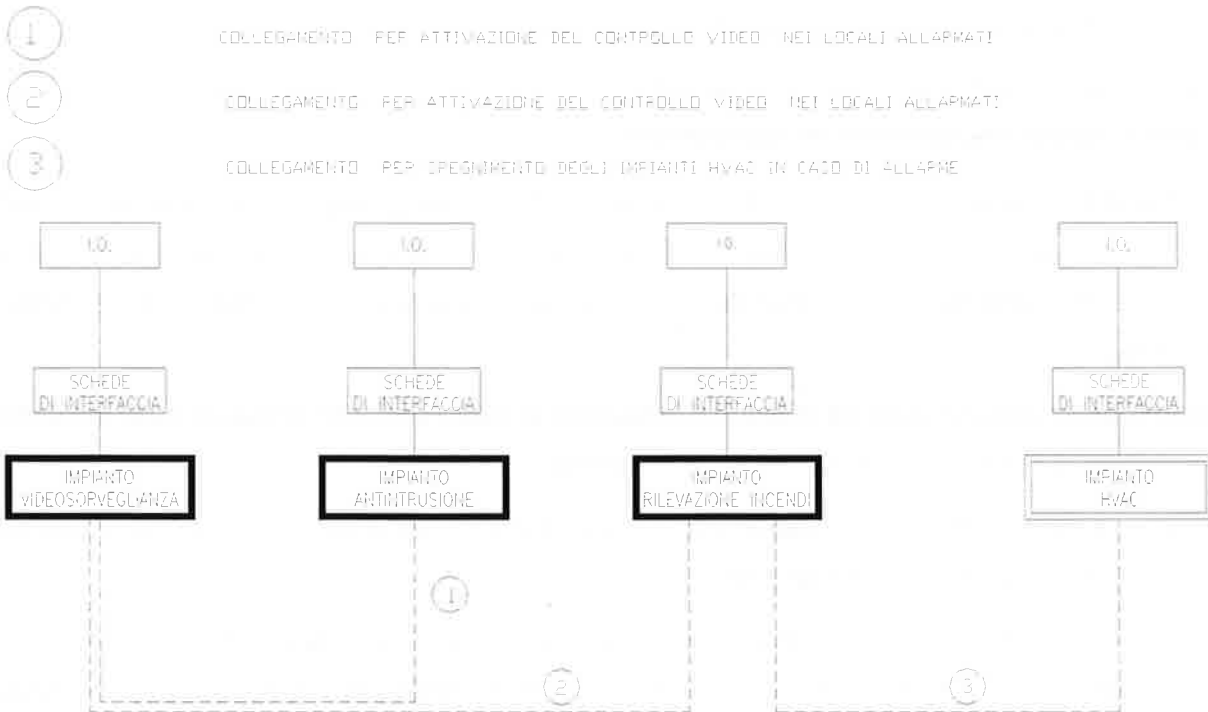 1
COLLEGAMENTO PER ATTIVAZIONE DEL CONTROLLO VIDEO NEI LOCALI ALLARMATI
2
COLLEGAMENTO PER ATTIVAZIONE DEL CONTROLLO VIDEO NEI LOCALI ALLARMATI
3
COLLEGAMENTO PER SPEGNIMENTO DEGLI IMPIANTI HVAC IN CASO DI ALLARME
I.O.
I.O.
I.O.
I.O.
SCHEDE
DI INTERFACCIA
SCHEDE
DI INTERFACCIA
SCHEDE
DI INTERFACCIA
SCHEDE
DI INTERFACCIA
IMPIANTO
VIDEOSORVEGLIANZA
IMPIANTO
ANTINTRUSIONE
IMPIANTO
RILEVAZIONE INCENDI
IMPIANTO
HVAC
1
2
3